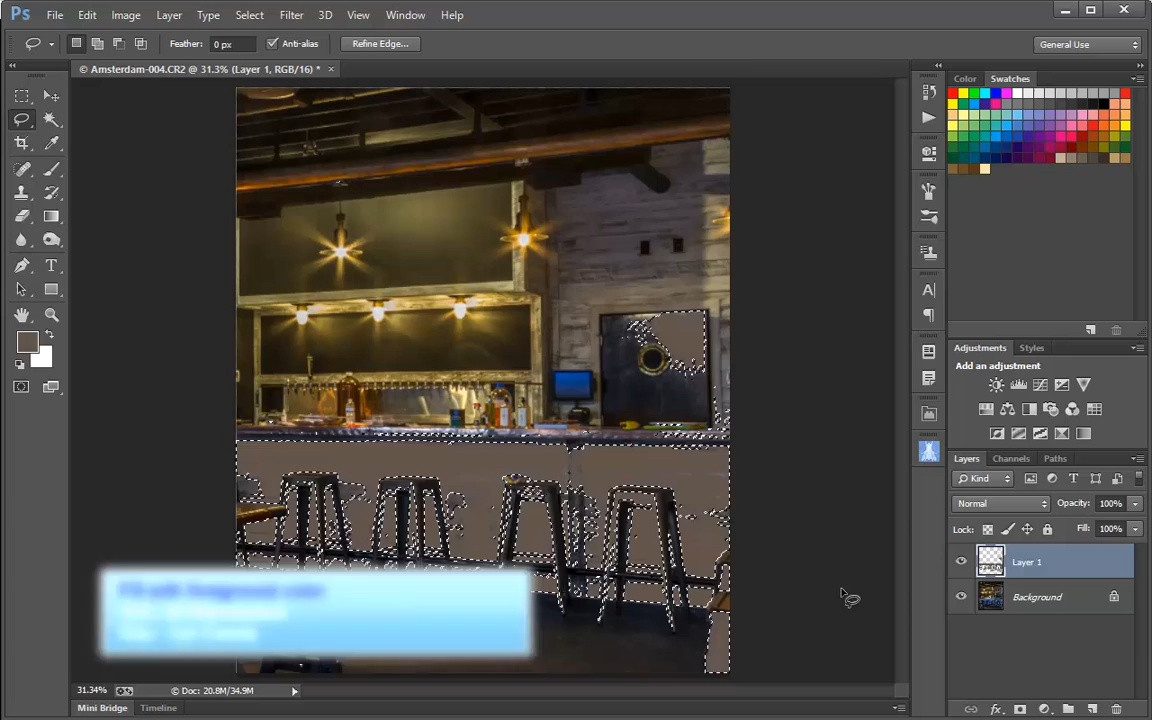 Ps File Edit Image Layer Type Select Filter 3D View Window Help
Feather: 0 px Anti-alias Refine Edge... General Use
© Amsterdam-004.CR2 @ 31.3% (Layer 1, RGB/16) *
Color Swatches
Adjustments Styles
Add an adjustment
Layers Channels Paths
Kind
Normal Opacity: 100%
Lock: Fill: 100%
Layer 1
Background
31.34% © Doc: 20.8M/34.9M
Mini Bridge Timeline